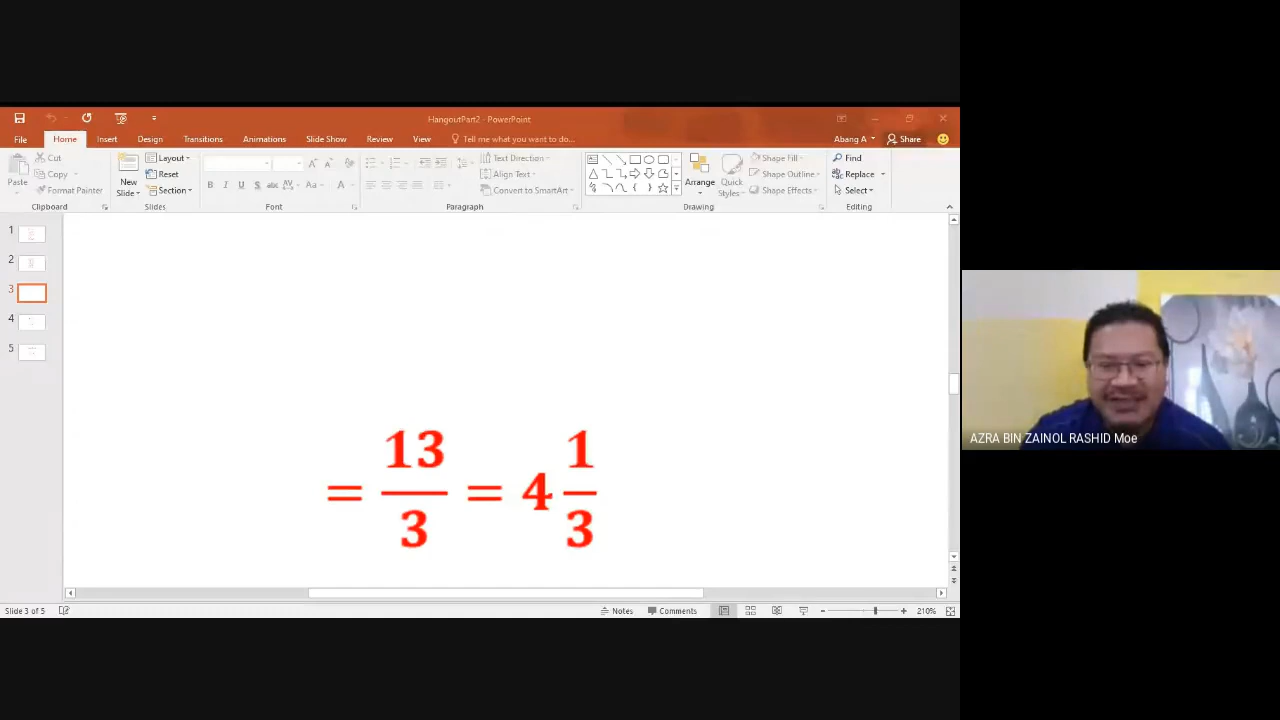 HangoutPart2 - PowerPoint
File Home Insert Design Transitions Animations Slide Show Review View Tell me what you want to do... Abang A Share
Paste Cut Copy Format Painter
Clipboard
New Slide Layout Reset Section
Slides
B I U S abc AV Aa A
Font
Text Direction Align Text Convert to SmartArt
Paragraph
Arrange Quick Styles Shape Fill Shape Outline Shape Effects
Drawing
Find Replace Select
Editing
1
2
3
4
5
= 13/3 = 4 1/3
AZRA BIN ZAINOL RASHID Moe
Slide 3 of 5 Notes Comments 210%